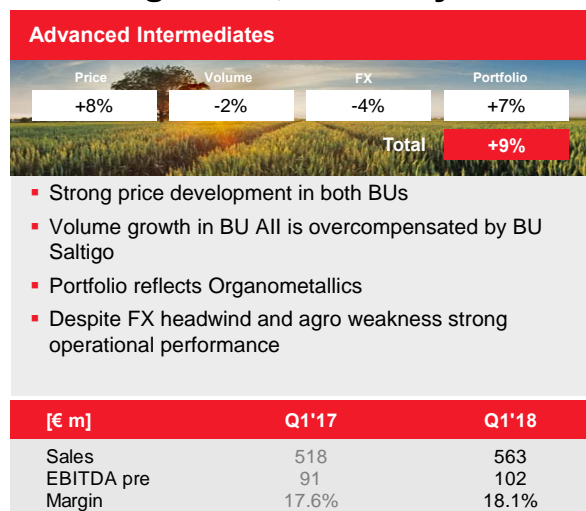 Advanced Intermediates
Price Volume FX Portfolio
+8% -2% -4% +7%
Total +9%
▪ Strong price development in both BUs
▪ Volume growth in BU AII is overcompensated by BU
Saltigo
▪ Portfolio reflects Organometallics
▪ Despite FX headwind and agro weakness strong
operational performance
[€ m] Q1'17 Q1'18
Sales 518 563
EBITDA pre 91 102
Margin 17.6% 18.1%